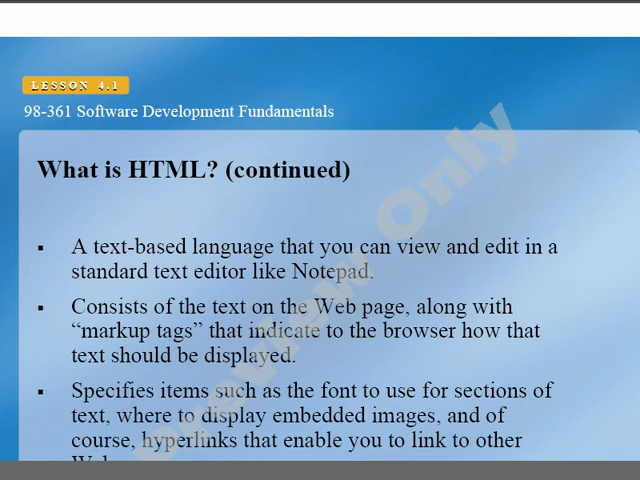 LESSON 4.1
98-361 Software Development Fundamentals
What is HTML? (continued)
▪ A text-based language that you can view and edit in a
standard text editor like Notepad.
▪ Consists of the text on the Web page, along with
“markup tags” that indicate to the browser how that
text should be displayed.
▪ Specifies items such as the font to use for sections of
text, where to display embedded images, and of
course, hyperlinks that enable you to link to other
Preview Only